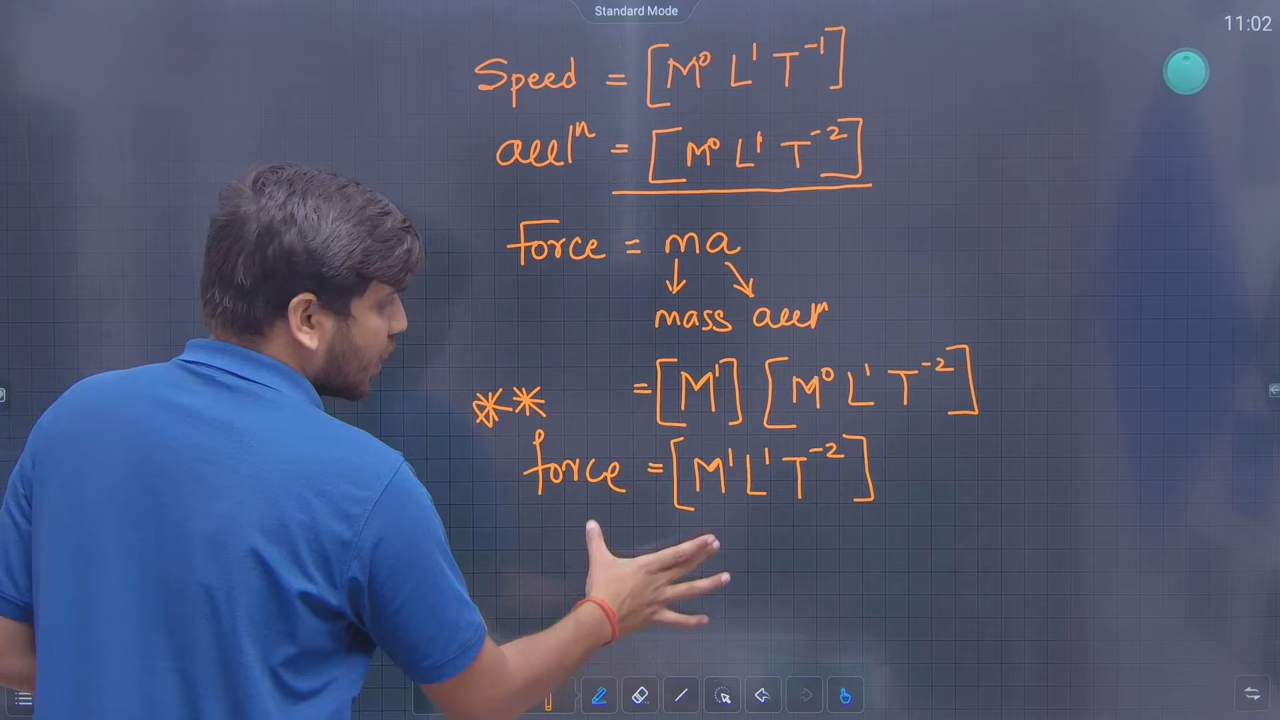 Standard Mode
11:02
Speed = [M⁰ L¹ T⁻¹]
accelⁿ = [M⁰ L¹ T⁻²]
Force = ma
mass accelⁿ
= [M¹] [M⁰ L¹ T⁻²]
**
force = [M¹ L¹ T⁻²]